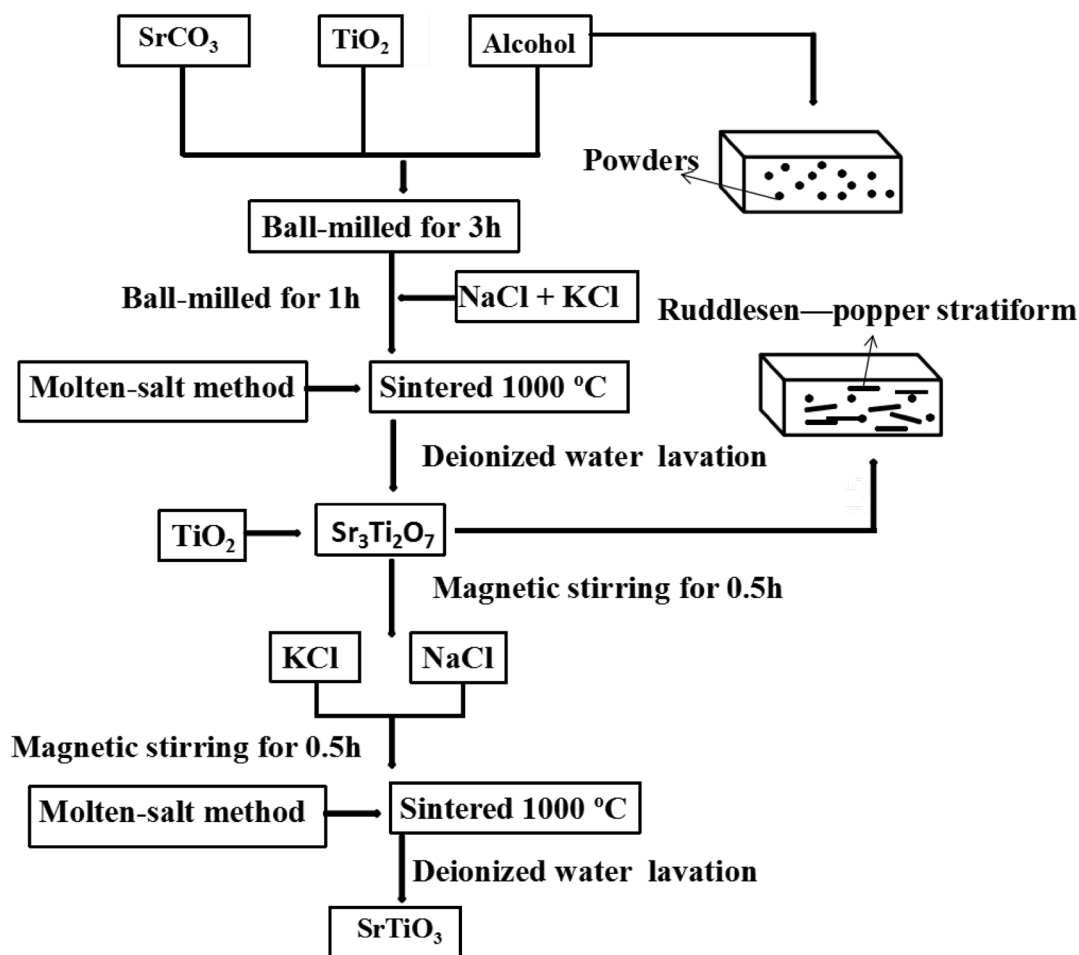 SrCO₃
TiO₂
Alcohol
Powders
Ball-milled for 3h
Ball-milled for 1h
NaCl + KCl
Ruddlesen—popper stratiform
Molten-salt method
Sintered 1000 ºC
Deionized water lavation
TiO₂
Sr₃Ti₂O₇
Magnetic stirring for 0.5h
KCl
NaCl
Magnetic stirring for 0.5h
Molten-salt method
Sintered 1000 ºC
Deionized water lavation
SrTiO₃